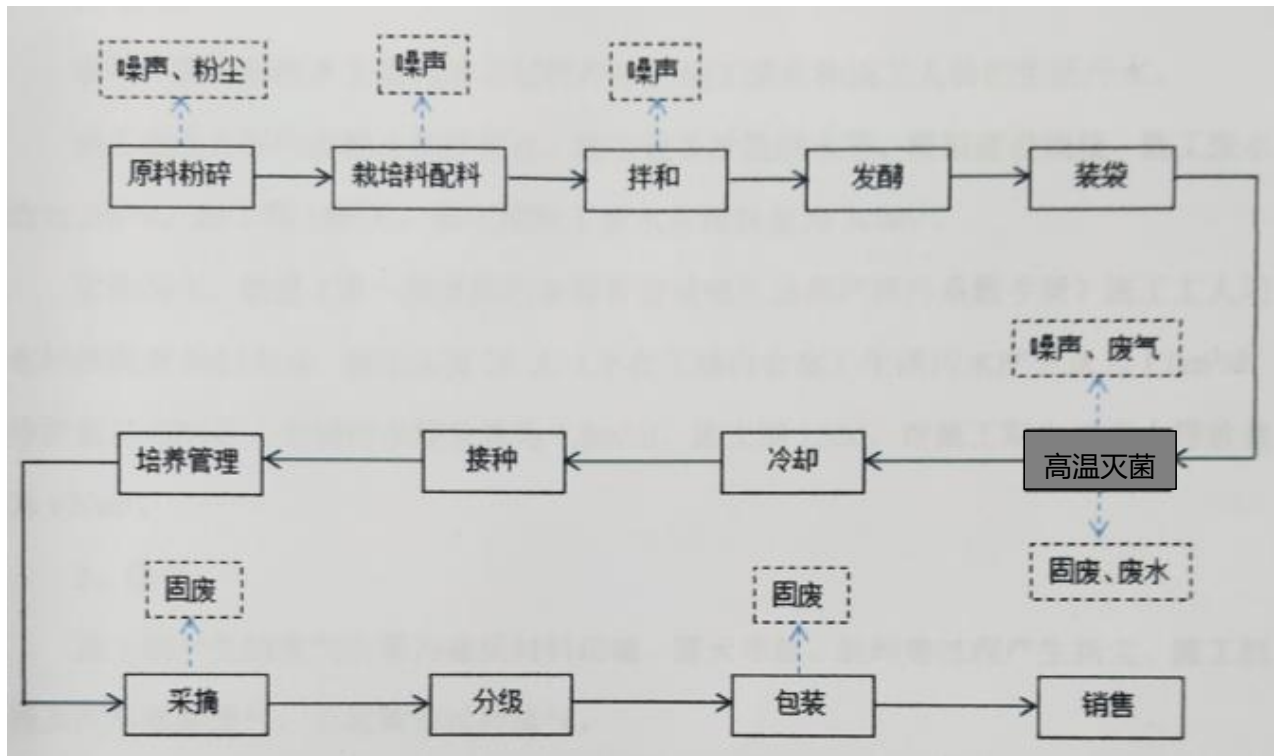 噪声、粉尘
噪声
噪声
原料粉碎
栽培料配料
拌和
发酵
装袋
噪声、废气
培养管理
接种
冷却
高温灭菌
固废、废水
固废
固废
采摘
分级
包装
销售